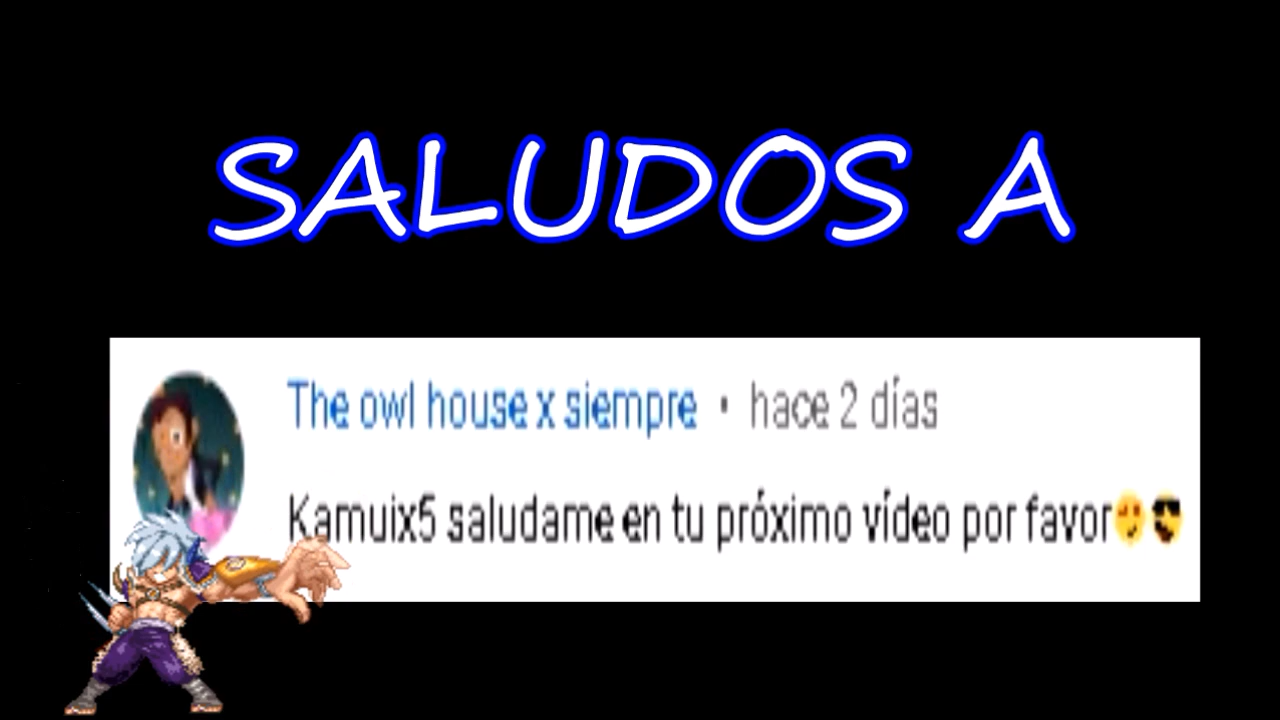 SALUDOS A
The owl house x siempre • hace 2 días
Kamuix5 saludame en tu próximo vídeo por favor😏😎